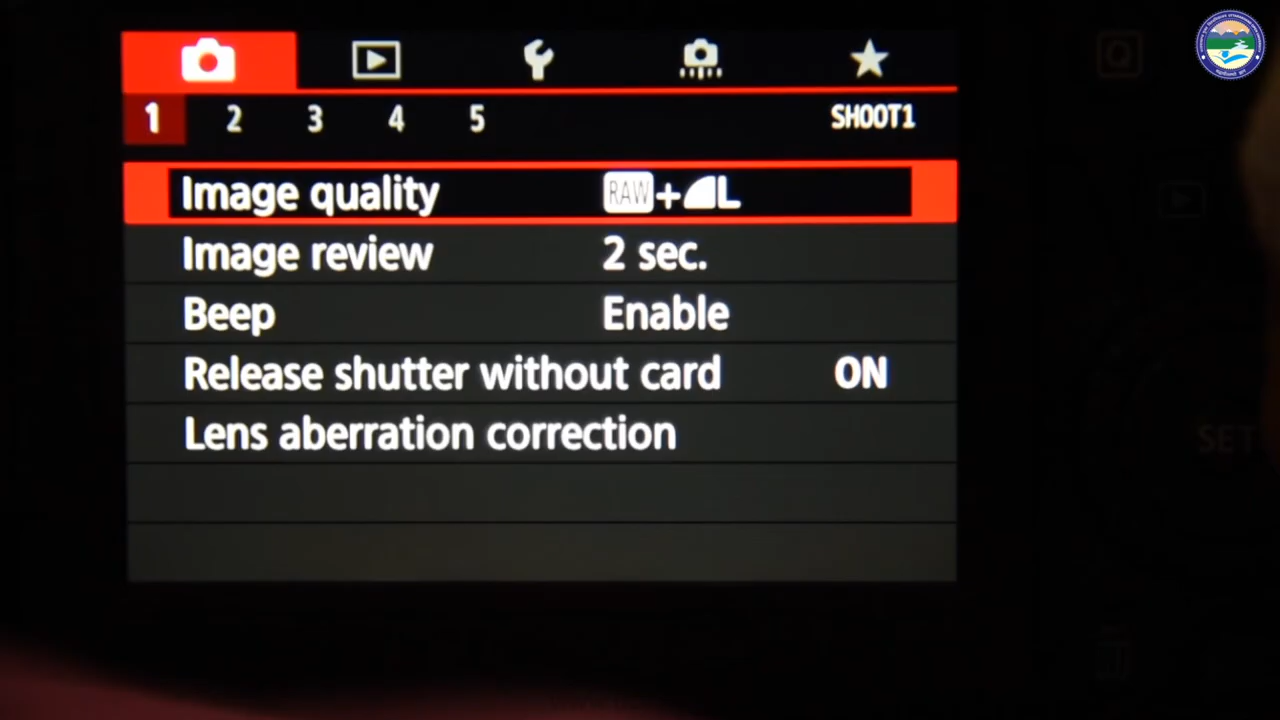 Q
1 2 3 4 5 SHOOT1
Image quality RAW+L
Image review 2 sec.
Beep Enable
Release shutter without card ON
SET
Lens aberration correction